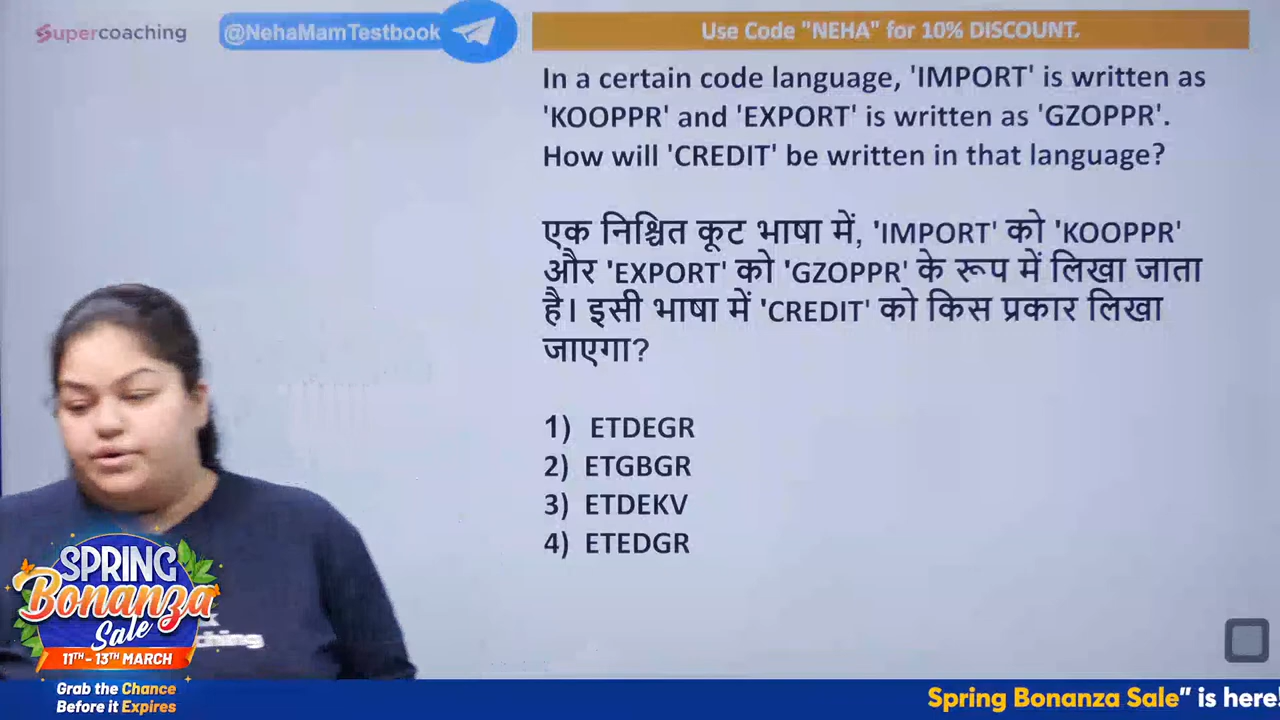 Supercoaching
@NehaMamTestbook
Use Code "NEHA" for 10% DISCOUNT.
In a certain code language, 'IMPORT' is written as
'KOOPPR' and 'EXPORT' is written as 'GZOPPR'.
How will 'CREDIT' be written in that language?
एक निश्चित कूट भाषा में, 'IMPORT' को 'KOOPPR'
और 'EXPORT' को 'GZOPPR' के रूप में लिखा जाता
है। इसी भाषा में 'CREDIT' को किस प्रकार लिखा
जाएगा?
1) ETDEGR
2) ETGBGR
3) ETDEKV
4) ETEDGR
SPRING
Bonanza
Sale
11TH - 13TH MARCH
Grab the Chance
Before it Expires
Spring Bonanza Sale” is here!